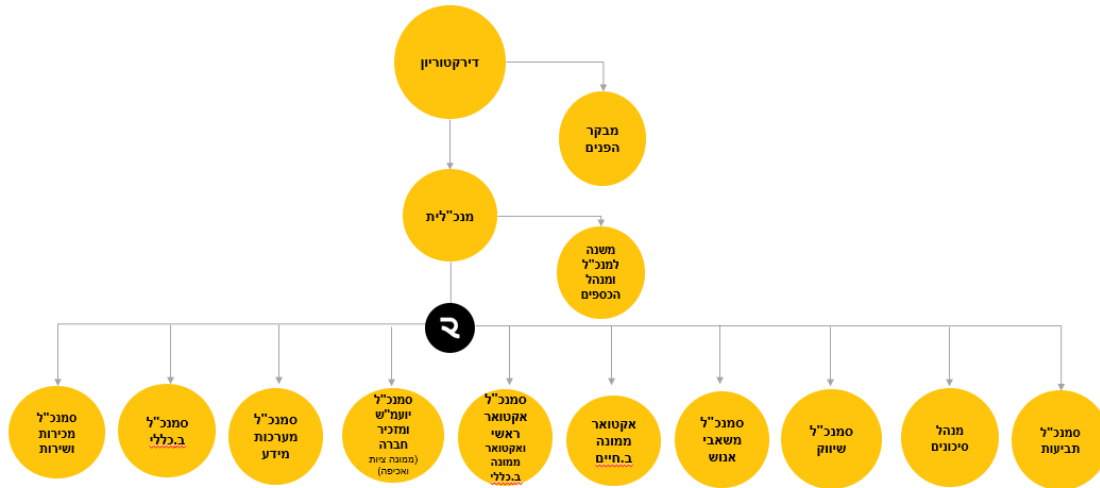 דירקטוריון
מבקר
הפנים
מנכ"לית
משנה
למנכ"ל
ומנהל
הכספים
סמנכ"ל
תביעות
מנהל
סיכונים
סמנכ"ל
שיווק
סמנכ"ל
משאבי
אנוש
אקטואר
ממונה
ב.חיים
סמנכ"ל
אקטואר
ראשי
ואקטואר
ממונה
ב.כללי
סמנכ"ל
יועמ"ש
ומזכיר
חברה
(ממונה ציות
ואכיפה)
סמנכ"ל
מערכות
מידע
סמנכ"ל
ב.כללי
סמנכ"ל
מכירות
ושירות